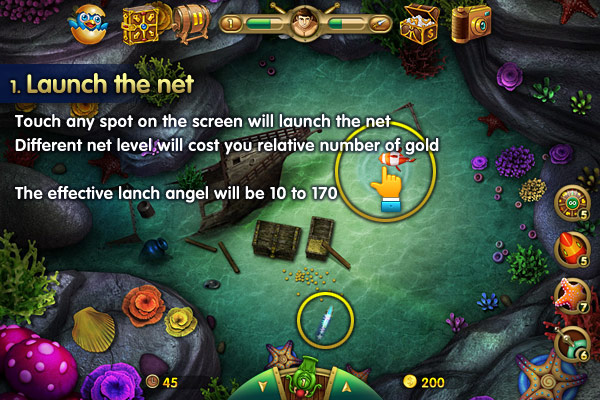 1
1. Launch the net
Touch any spot on the screen will launch the net
Different net level will cost you relative number of gold
The effective lanch angel will be 10 to 170
5
5
7
6
45
200